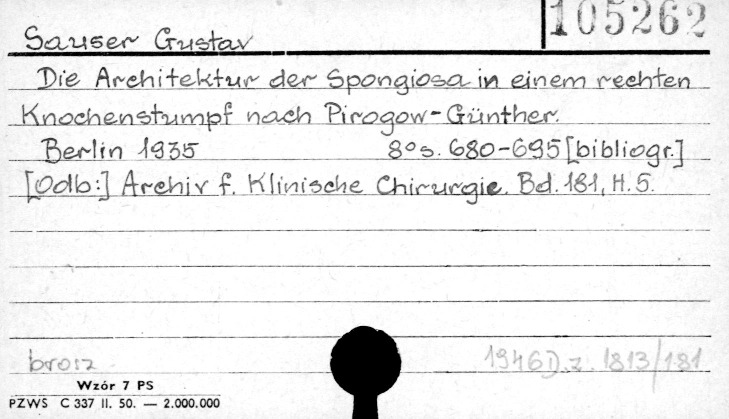 105262
Sauser Gustav
Die Architektur der Spongiosa in einem rechten
Knochenstumpf nach Pirogow-Günther.
Berlin 1935 8°s. 680-695 [bibliogr.]
[Odb:] Archiv f. Klinische Chirurgie. Bd. 181, H. 5.
brosz 1946 D. z. 1813/181
Wzór 7 PS
PZWS C 337 II. 50. — 2.000.000